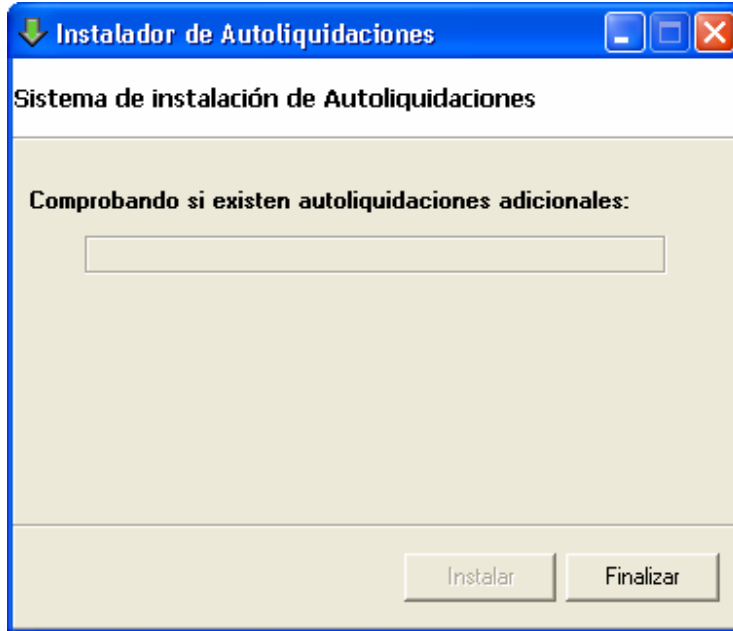 Instalador de Autoliquidaciones
Sistema de instalación de Autoliquidaciones
Comprobando si existen autoliquidaciones adicionales:
Instalar
Finalizar